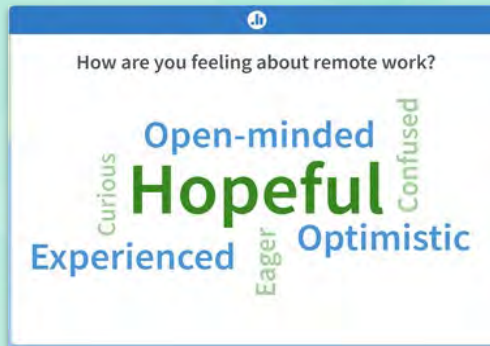 How are you feeling about remote work?
Open-minded
Curious
Hopeful
Confused
Experienced
Eager
Optimistic